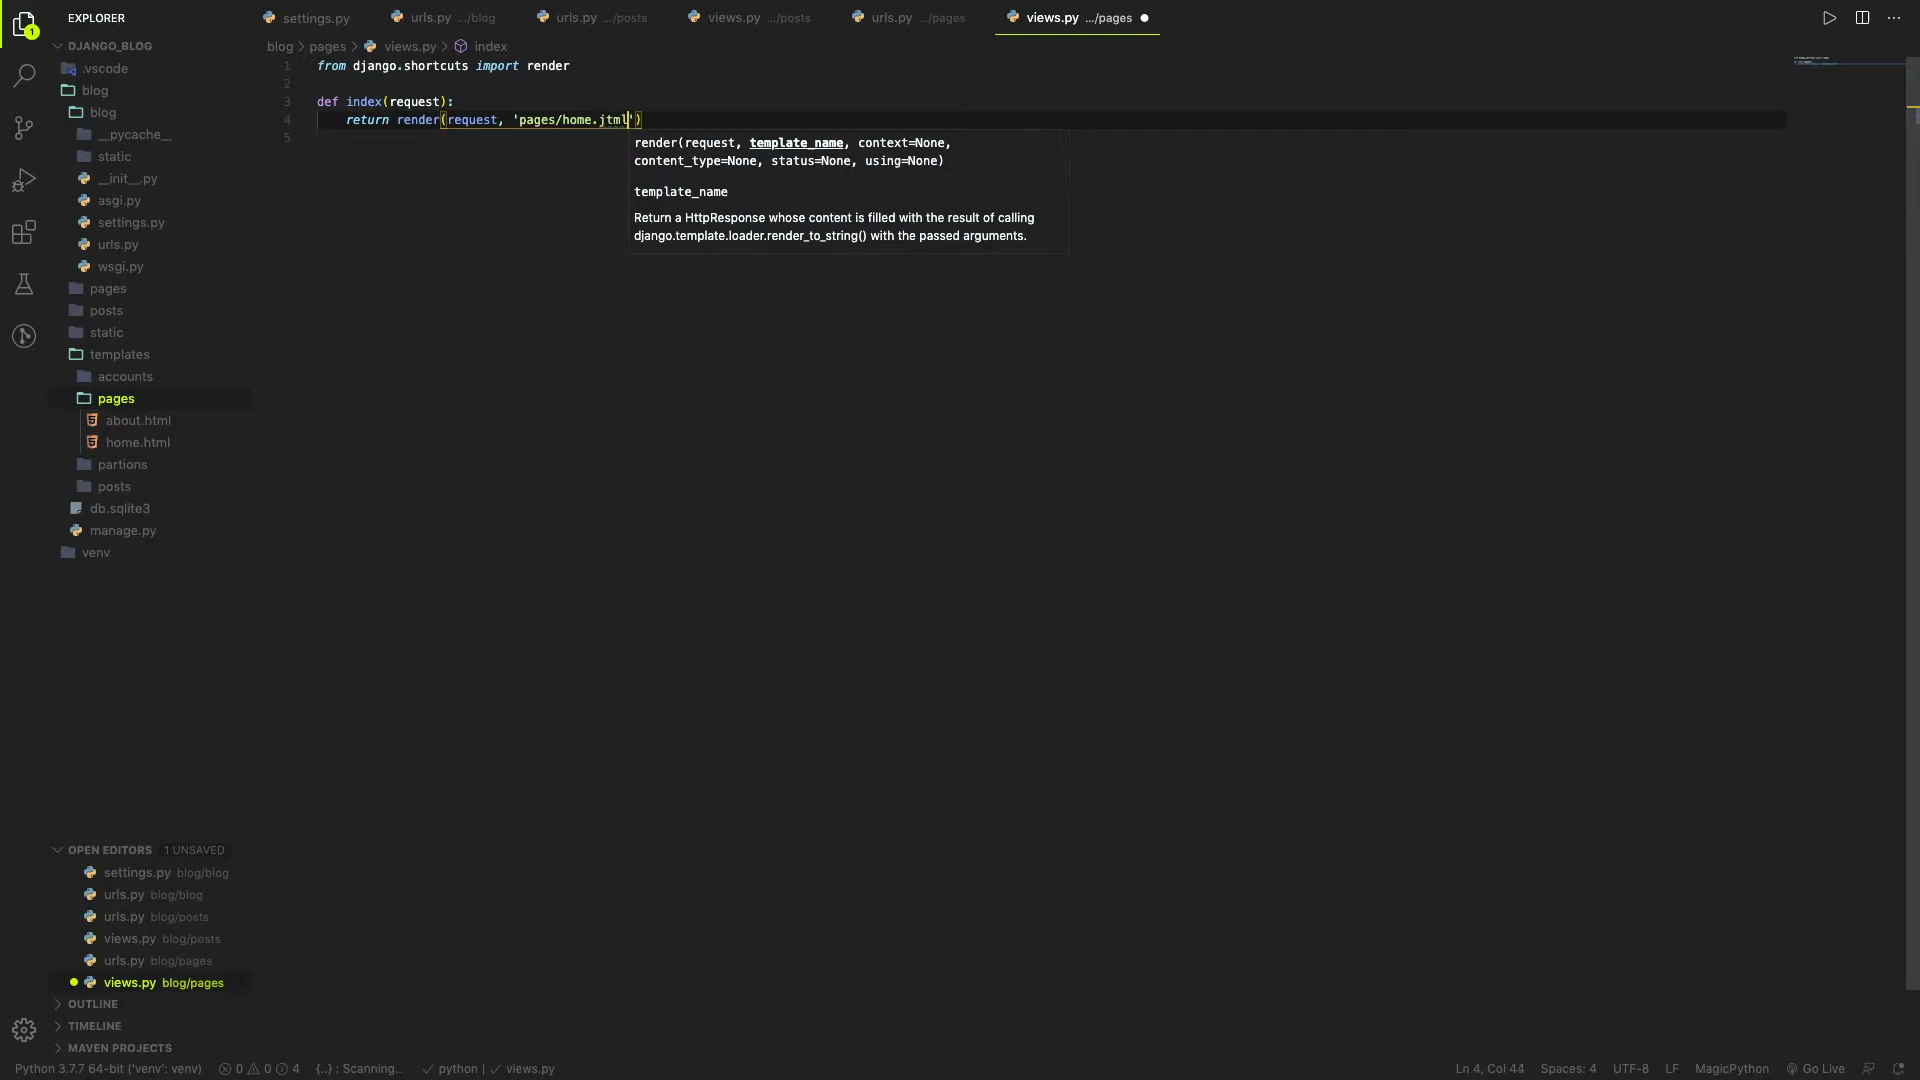 EXPLORER
DJANGO_BLOG
.vscode
blog
blog
__pycache__
static
__init__.py
asgi.py
settings.py
urls.py
wsgi.py
pages
posts
static
templates
accounts
pages
about.html
home.html
partions
posts
db.sqlite3
manage.py
venv
OPEN EDITORS 1 UNSAVED
settings.py blog/blog
urls.py blog/blog
urls.py blog/posts
views.py blog/posts
urls.py blog/pages
views.py blog/pages
OUTLINE
TIMELINE
MAVEN PROJECTS
1
settings.py urls.py .../blog urls.py .../posts views.py .../posts urls.py .../pages views.py .../pages
blog > pages > views.py > index
1 from django.shortcuts import render
2
3 def index(request):
4 return render(request, 'pages/home.jtml')
5
render(request, template_name, context=None,
content_type=None, status=None, using=None)
template_name
Return a HttpResponse whose content is filled with the result of calling
django.template.loader.render_to_string() with the passed arguments.
Python 3.7.7 64-bit ('venv': venv) 0 0 4 {..} : Scanning.. python | views.py Ln 4, Col 44 Spaces: 4 UTF-8 LF MagicPython Go Live